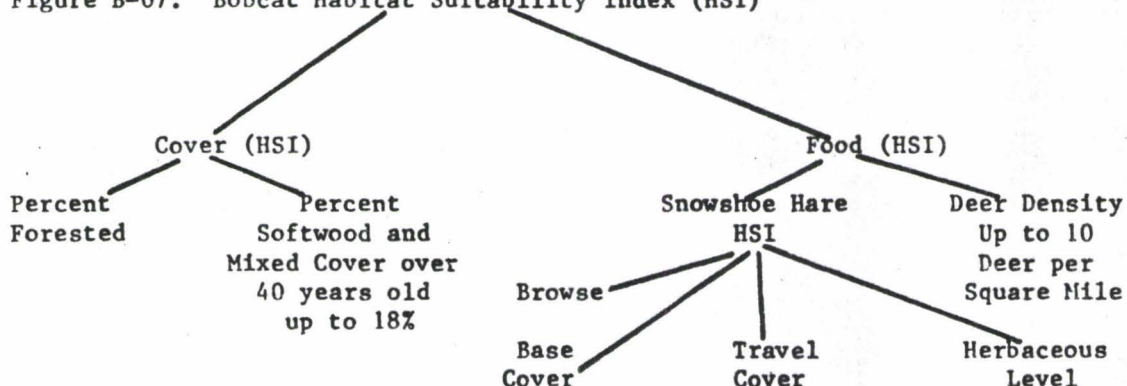 Figure B-07. Bobcat Habitat Suitability Index (HSI)
Cover (HSI)
Food (HSI)
Percent
Forested
Percent
Softwood and
Mixed Cover over
40 years old
up to 18%
Snowshoe Hare
HSI
Deer Density
Up to 10
Deer per
Square Mile
Browse
Base
Cover
Travel
Cover
Herbaceous
Level